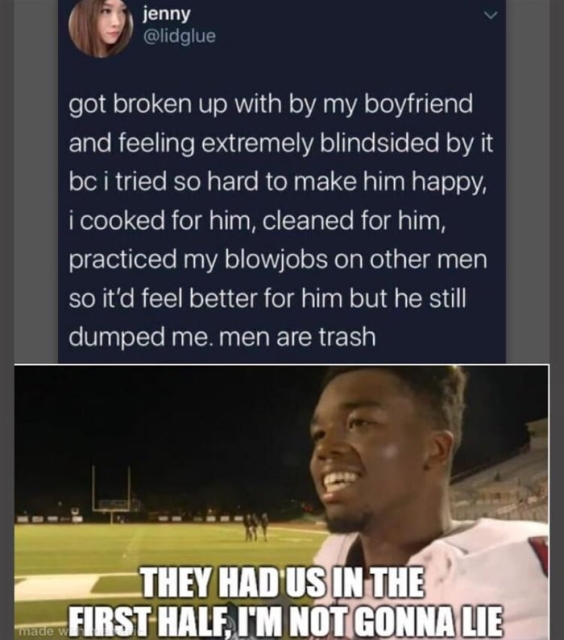 jenny
@lidglue
got broken up with by my boyfriend
and feeling extremely blindsided by it
bc i tried so hard to make him happy,
i cooked for him, cleaned for him,
practiced my blowjobs on other men
so it'd feel better for him but he still
dumped me. men are trash
THEY HAD US IN THE
FIRST HALF, I'M NOT GONNA LIE
made